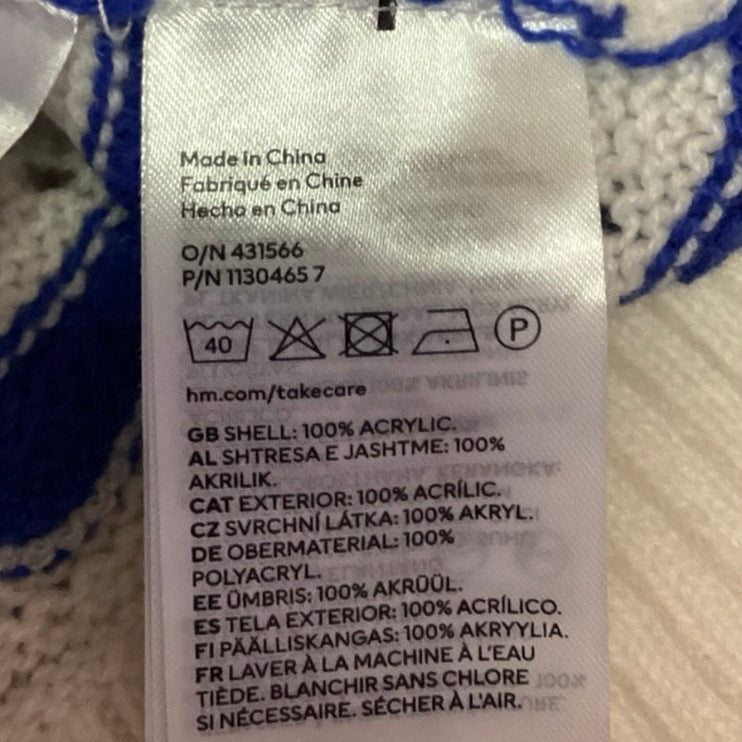 Made in China
Fabriqué en Chine
Hecho en China
O/N 431566
P/N 1130465 7
40
P
hm.com/takecare
GB SHELL: 100% ACRYLIC.
AL SHTRESA E JASHTME: 100%
AKRILIK.
CAT EXTERIOR: 100% ACRÍLIC.
CZ SVRCHNÍ LÁTKA: 100% AKRYL.
DE OBERMATERIAL: 100%
POLYACRYL.
EE ÜMBRIS: 100% AKRÜÜL.
ES TELA EXTERIOR: 100% ACRÍLICO.
FI PÄÄLLISKANGAS: 100% AKRYYLIA.
FR LAVER À LA MACHINE À L'EAU
TIÈDE. BLANCHIR SANS CHLORE
SI NÉCESSAIRE. SÉCHER À L'AIR.